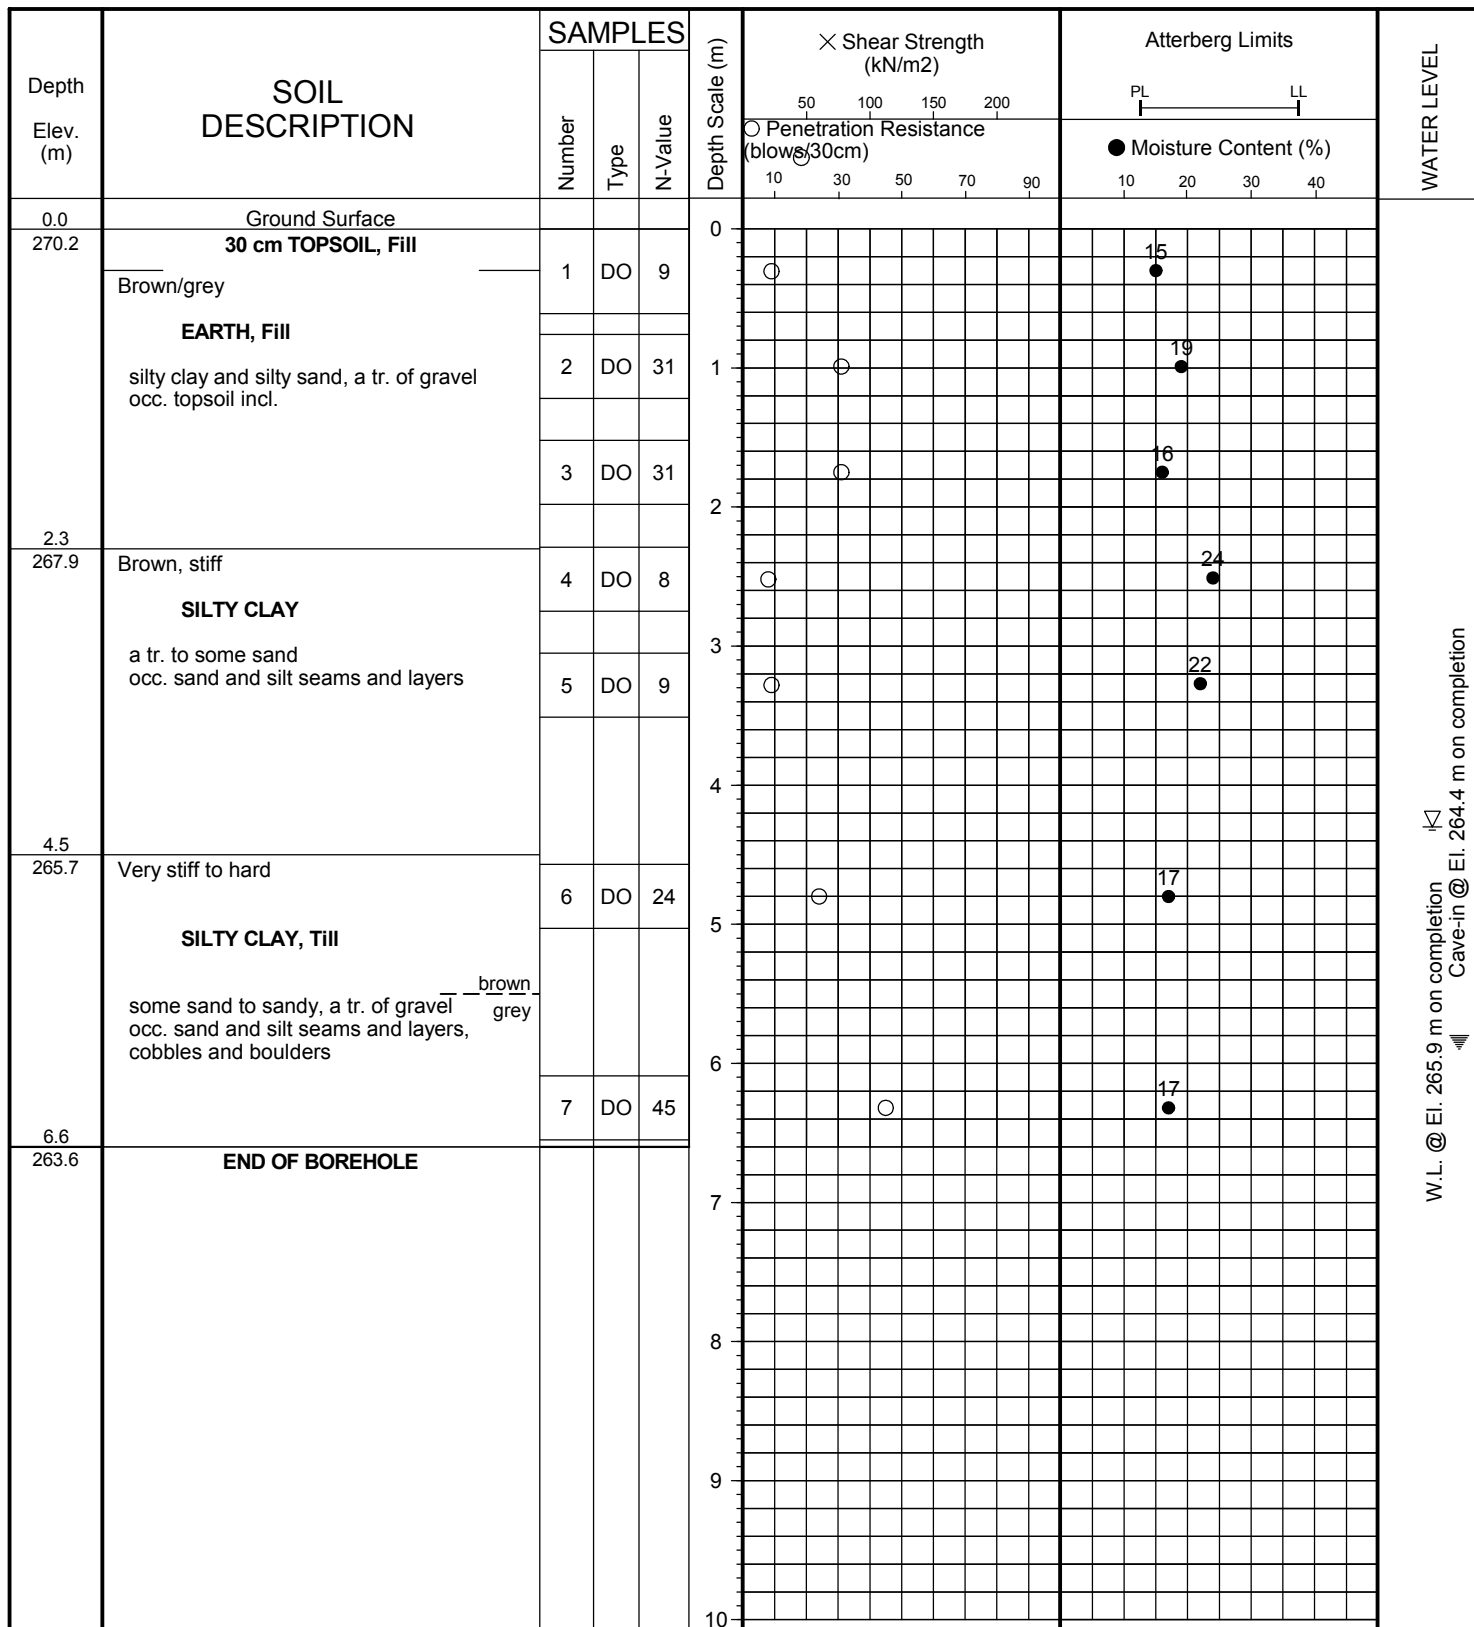 Depth
Elev.
(m)
SOIL
DESCRIPTION
SAMPLES
Number
Type
N-Value
Depth Scale (m)
× Shear Strength
(kN/m2)
50 100 150 200
Penetration Resistance
(blows/30cm)
10 30 50 70 90
Atterberg Limits
PL LL
Moisture Content (%)
10 20 30 40
WATER LEVEL
0.0 Ground Surface
270.2 30 cm TOPSOIL, Fill
Brown/grey
EARTH, Fill
silty clay and silty sand, a tr. of gravel
occ. topsoil incl.
2.3
267.9 Brown, stiff
SILTY CLAY
a tr. to some sand
occ. sand and silt seams and layers
4.5
265.7 Very stiff to hard
SILTY CLAY, Till
brown
some sand to sandy, a tr. of gravel
grey
occ. sand and silt seams and layers,
cobbles and boulders
6.6
263.6 END OF BOREHOLE
1 DO 9
2 DO 31
3 DO 31
4 DO 8
5 DO 9
6 DO 24
7 DO 45
0
1
2
3
4
5
6
7
8
9
10
15
19
16
24
22
17
17
W.L. @ El. 265.9 m on completion
Cave-in @ El. 264.4 m on completion